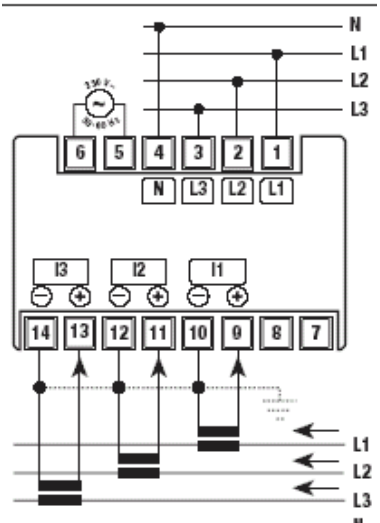 N
L1
L2
L3
230 V~
~
50-60 Hz
6 5 4 3 2 1
N L3 L2 L1
I3 I2 I1
− + − + − +
14 13 12 11 10 9 8 7
L1
L2
L3
N